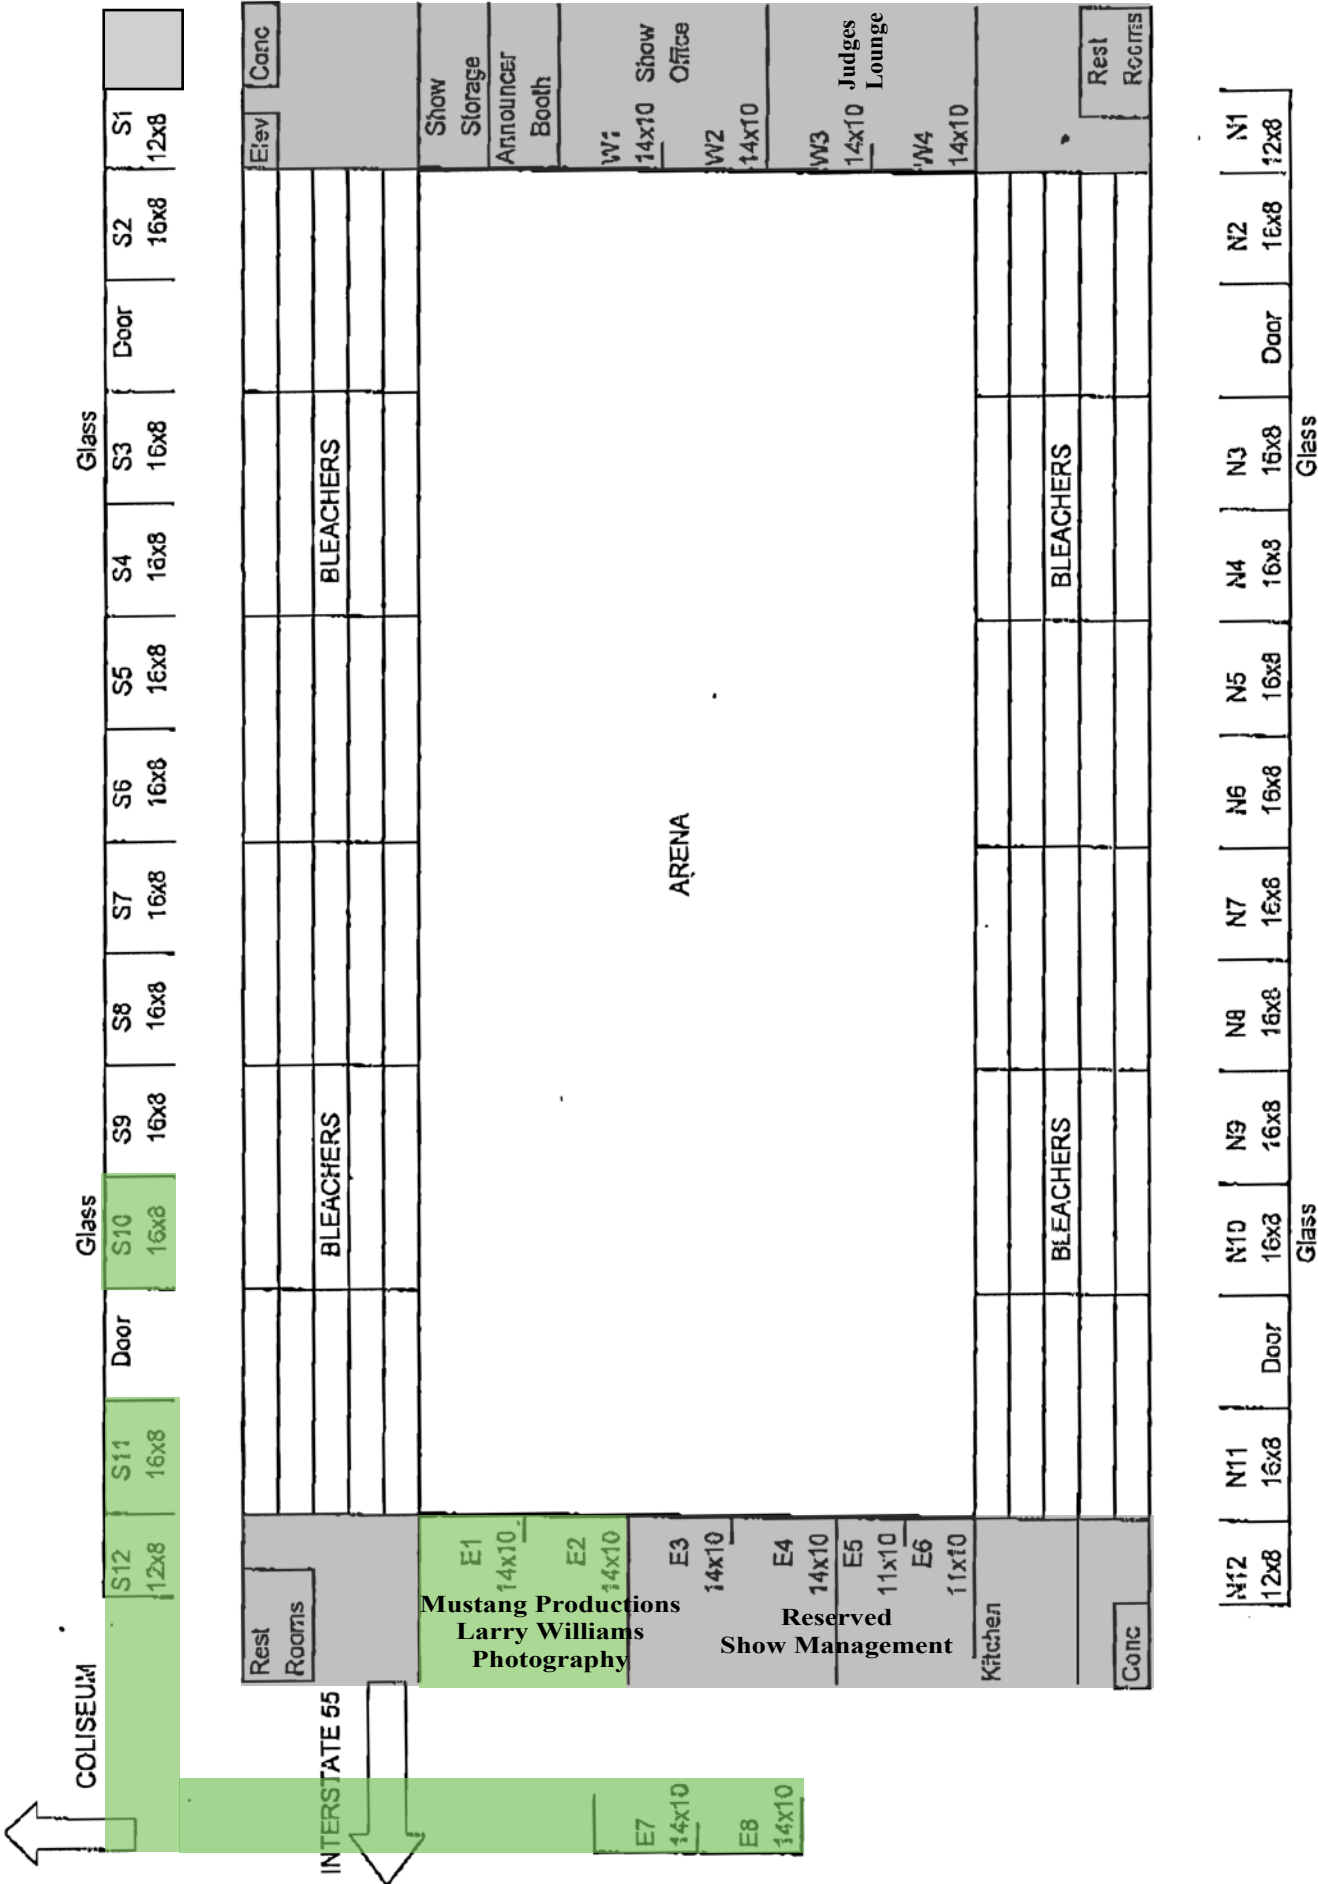 S1
12x8
S2
16x8
Door
Glass
S3
16x8
S4
16x8
S5
16x8
S6
16x8
S7
16x8
S8
16x8
S9
16x8
Glass
S10
16x8
Door
S11
16x8
S12
12x8
COLISEUM
INTERSTATE 55
Elev
Conc
BLEACHERS
BLEACHERS
Rest
Rooms
Show
Storage
Announcer
Booth
W1
14x10
Show
Office
W2
14x10
W3
14x10
Judges
Lounge
W4
14x10
Rest
Rooms
ARENA
E1
14x10
E2
14x10
Mustang Productions
Larry Williams
Photography
E3
14x10
E4
14x10
E5
11x10
E6
11x10
Reserved
Show Management
Kitchen
Conc
E7
14x10
E8
14x10
BLEACHERS
BLEACHERS
N1
12x8
N2
16x8
Door
N3
16x8
Glass
N4
16x8
N5
16x8
N6
16x8
N7
16x8
N8
16x8
N9
16x8
N10
16x8
Glass
Door
N11
16x8
N12
12x8